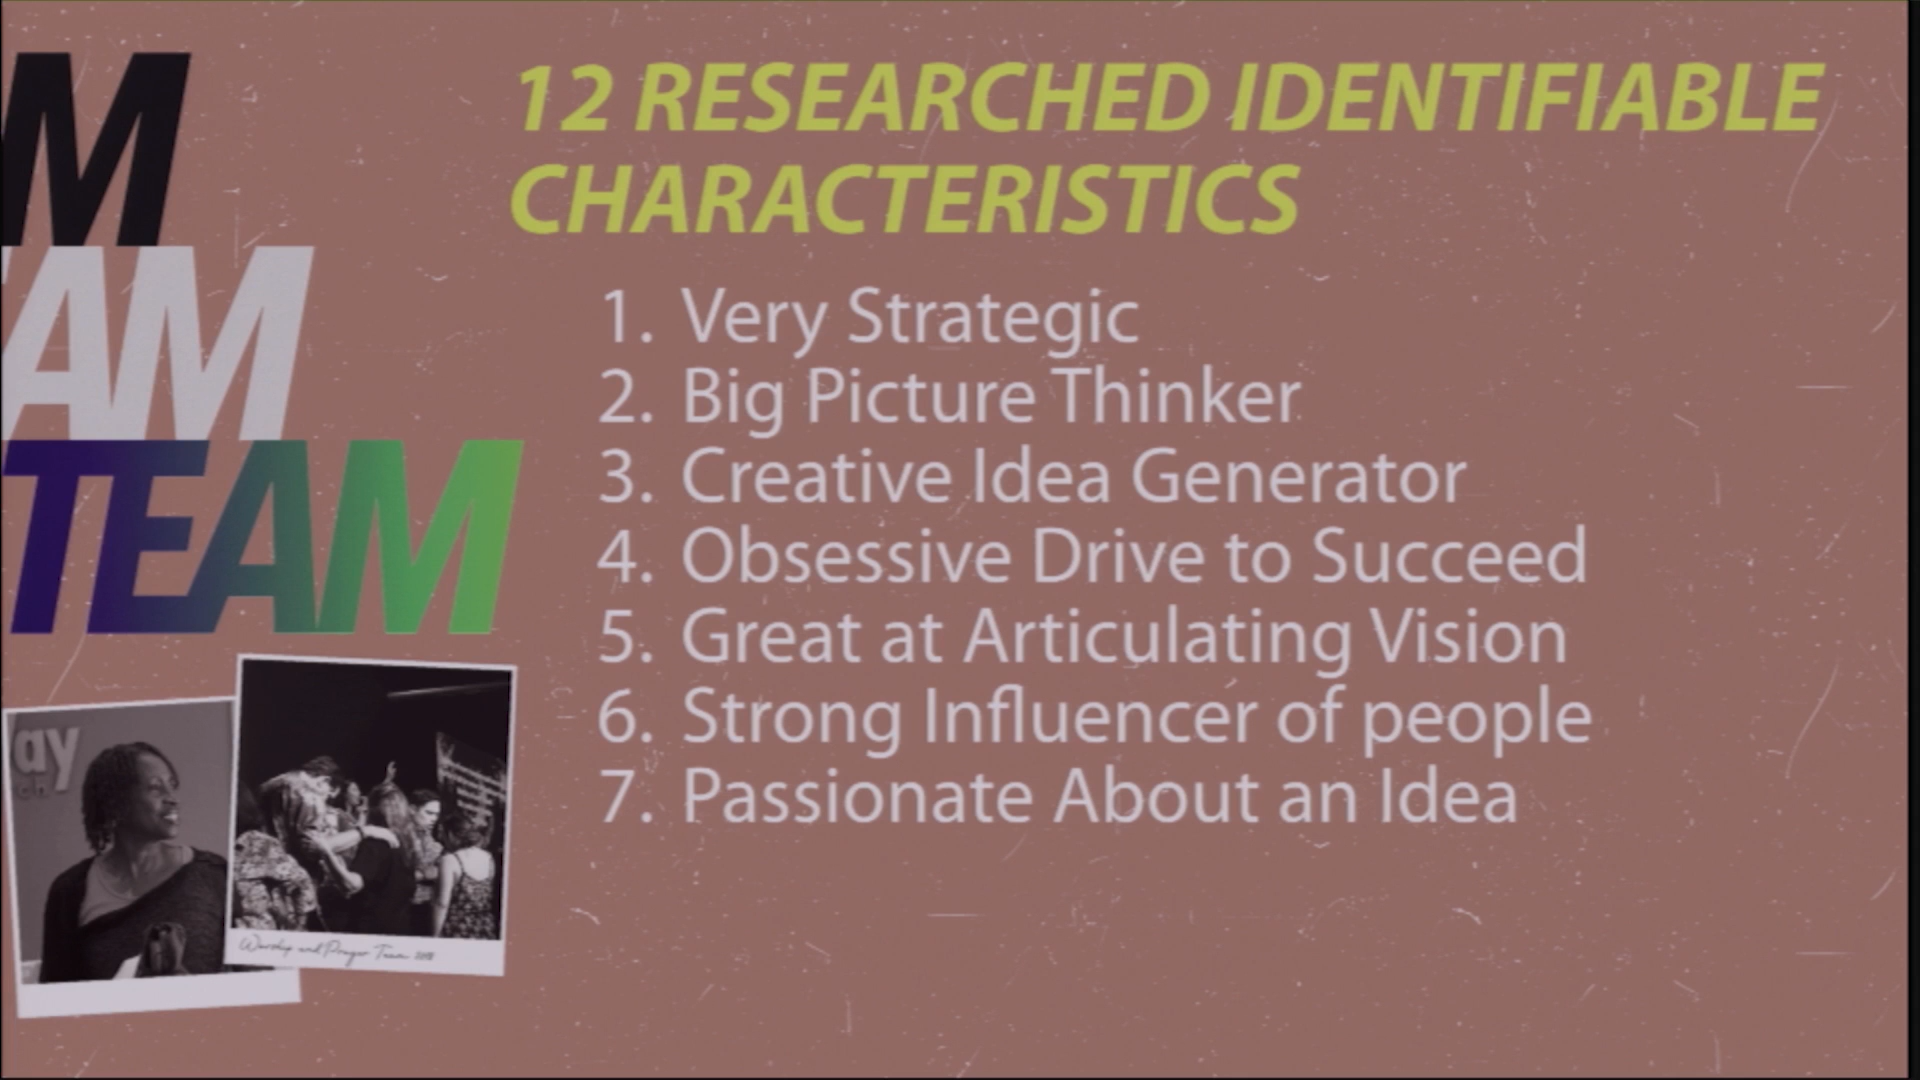 M
AM
TEAM
12 RESEARCHED IDENTIFIABLE
CHARACTERISTICS
1. Very Strategic
2. Big Picture Thinker
3. Creative Idea Generator
4. Obsessive Drive to Succeed
5. Great at Articulating Vision
6. Strong Influencer of people
7. Passionate About an Idea
ay
Worship and Prayer Team 2018